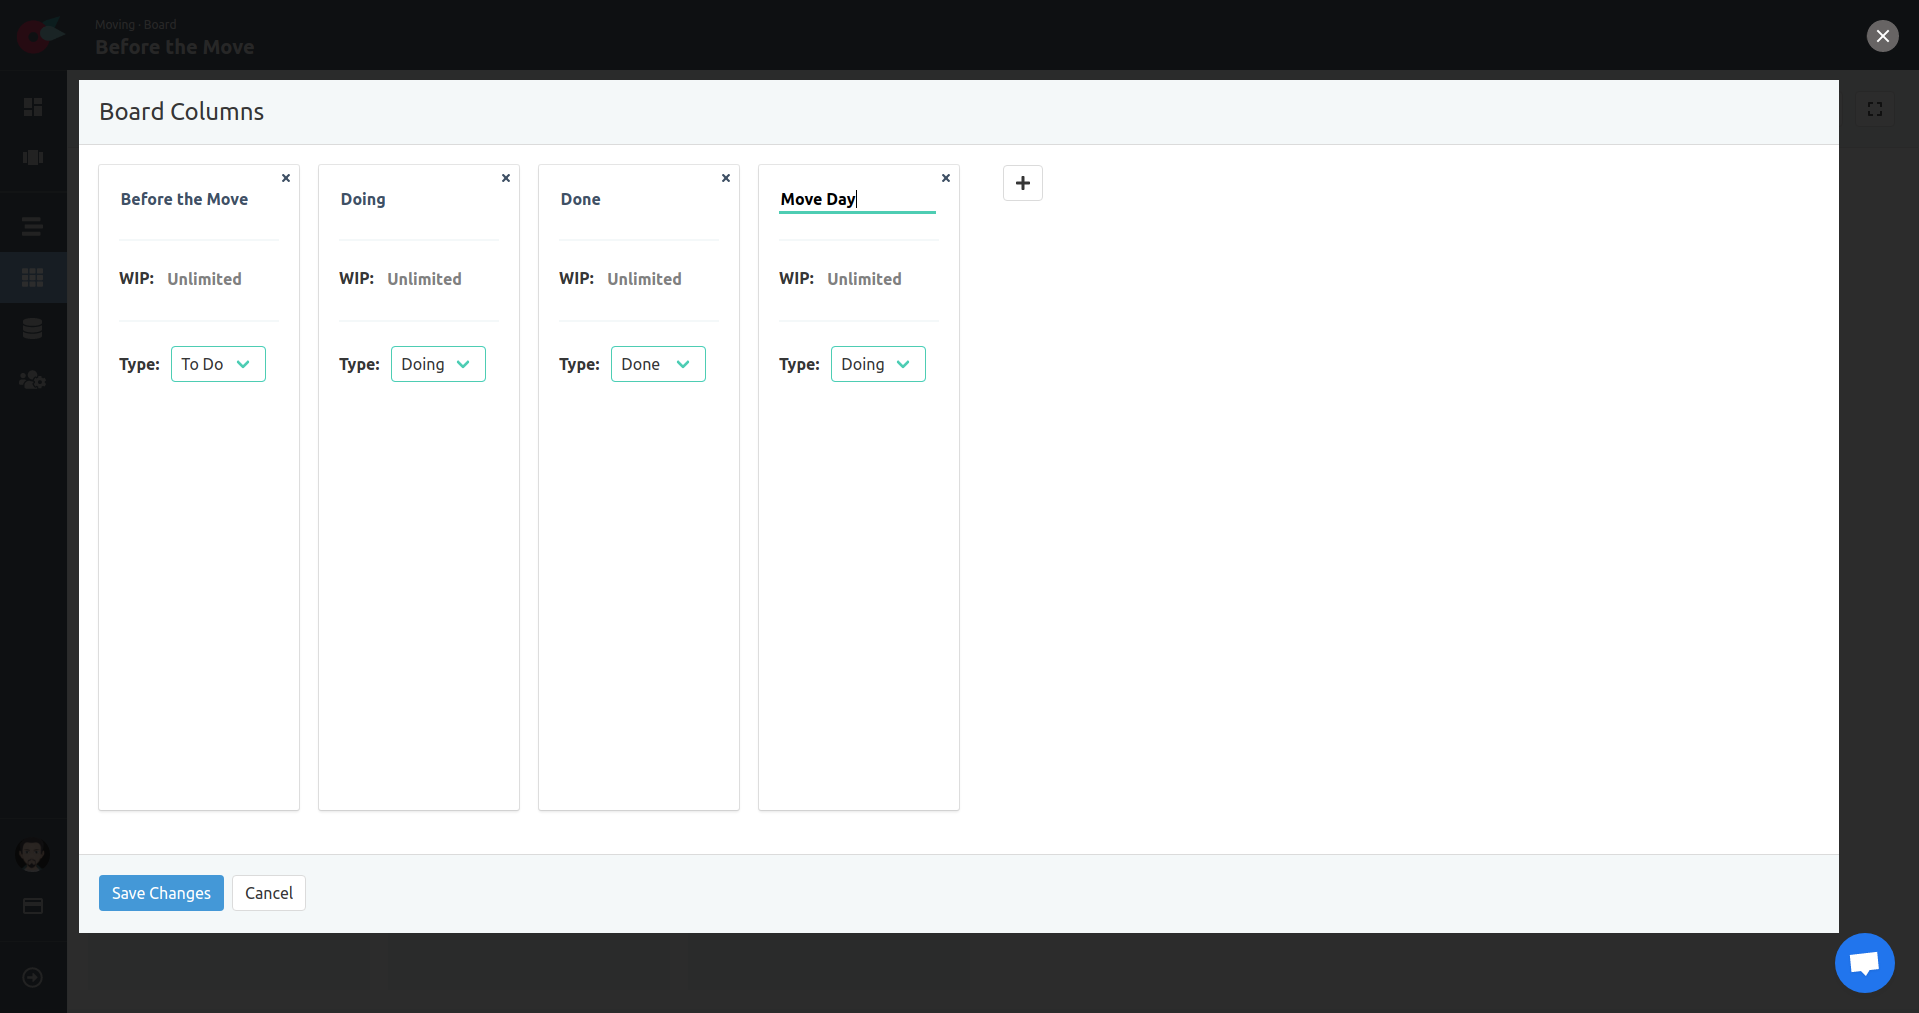 Moving · Board
Before the Move
Board Columns
Before the Move
WIP: Unlimited
Type: To Do
Doing
WIP: Unlimited
Type: Doing
Done
WIP: Unlimited
Type: Done
Move Day
WIP: Unlimited
Type: Doing
Save Changes
Cancel